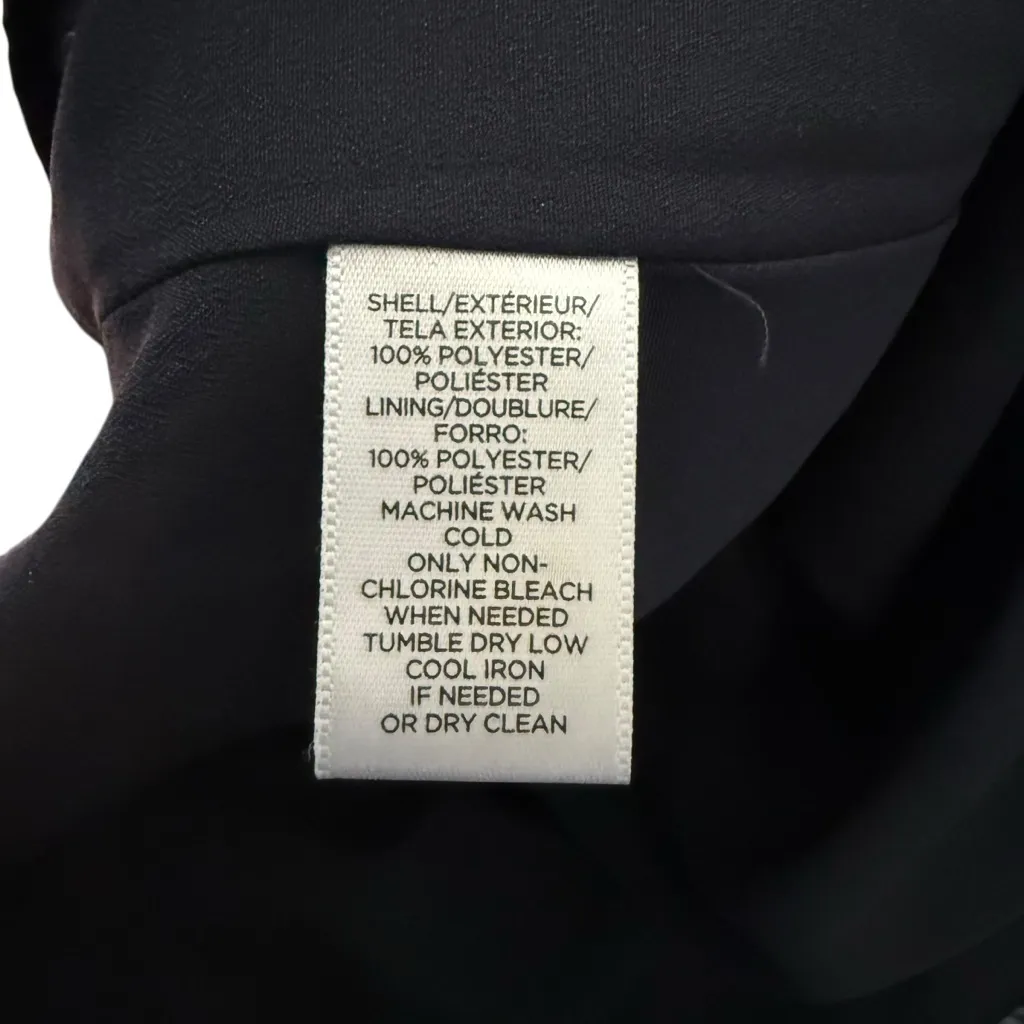 SHELL/EXTÉRIEUR/
TELA EXTERIOR:
100% POLYESTER/
POLIÉSTER
LINING/DOUBLURE/
FORRO:
100% POLYESTER/
POLIÉSTER
MACHINE WASH
COLD
ONLY NON-
CHLORINE BLEACH
WHEN NEEDED
TUMBLE DRY LOW
COOL IRON
IF NEEDED
OR DRY CLEAN